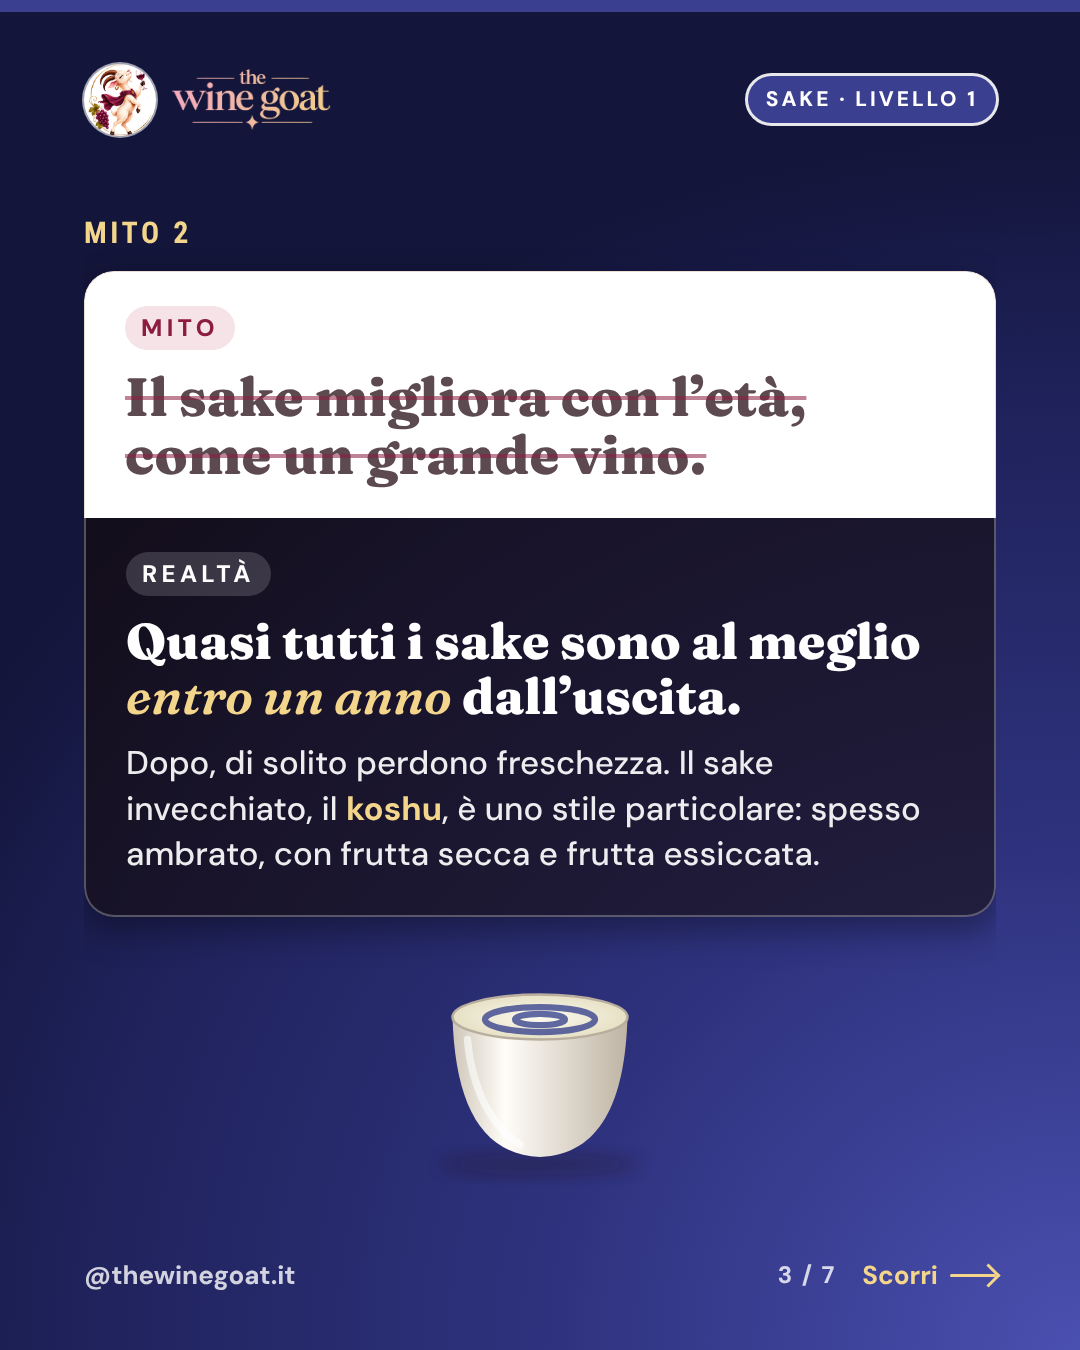 the
wine goat
SAKE · LIVELLO 1
MITO 2
MITO
Il sake migliora con l’età,
come un grande vino.
REALTÀ
Quasi tutti i sake sono al meglio
entro un anno dall’uscita.
Dopo, di solito perdono freschezza. Il sake
invecchiato, il koshu, è uno stile particolare: spesso
ambrato, con frutta secca e frutta essiccata.
@thewinegoat.it
3 / 7 Scorri